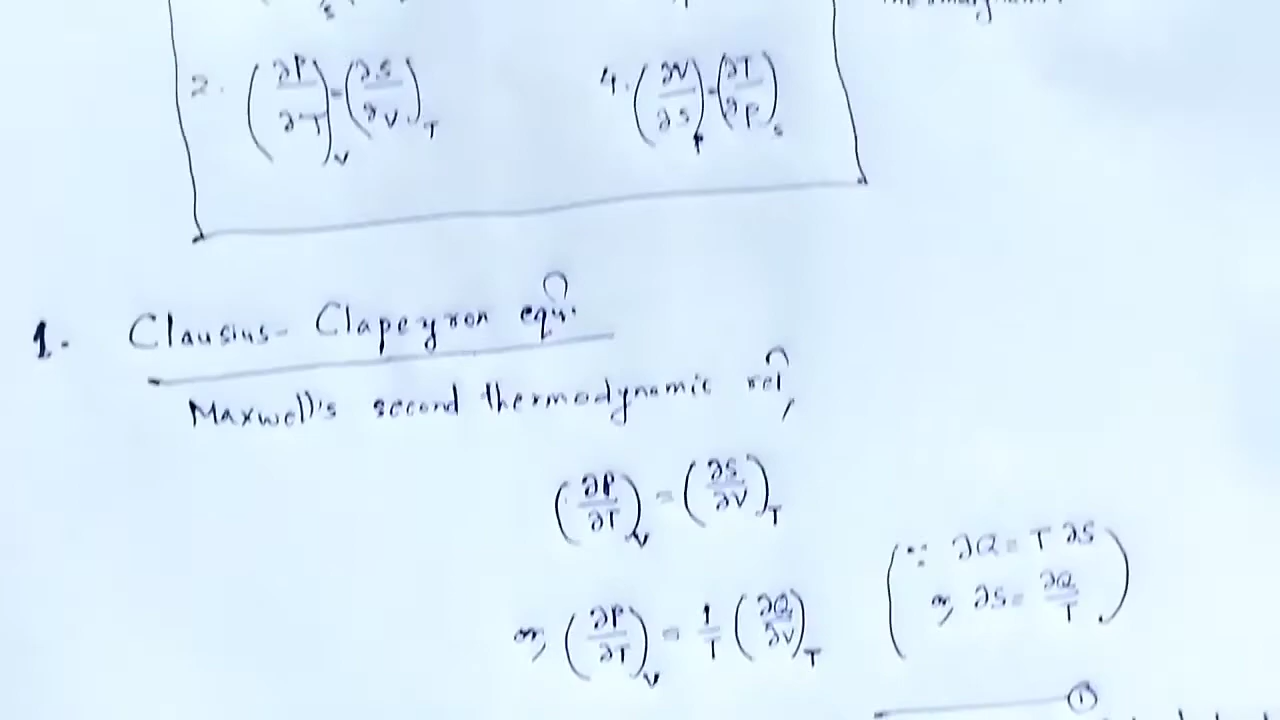 2. (∂P/∂T)_V = (∂S/∂V)_T 4. (∂V/∂S)_P = (∂T/∂P)_S
1. Clausius-Clapeyron eqn.
Maxwell's second thermodynamic reln,
(∂P/∂T)_V = (∂S/∂V)_T
or, (∂P/∂T)_V = 1/T (∂Q/∂V)_T (∵ ∂Q = T ∂S
or, ∂S = ∂Q/T)
①